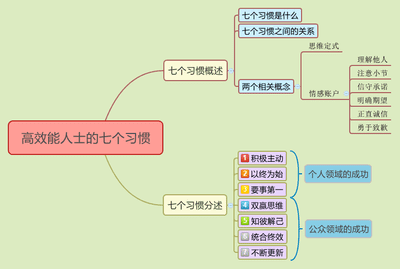 高效能人士的七个习惯
七个习惯概述
七个习惯是什么
七个习惯之间的关系
两个相关概念
思维定式
情感账户
理解他人
注意小节
信守承诺
明确期望
正直诚信
勇于致歉
七个习惯分述
1 积极主动
2 以终为始
3 要事第一
4 双赢思维
5 知彼解己
6 统合终效
7 不断更新
个人领域的成功
公众领域的成功